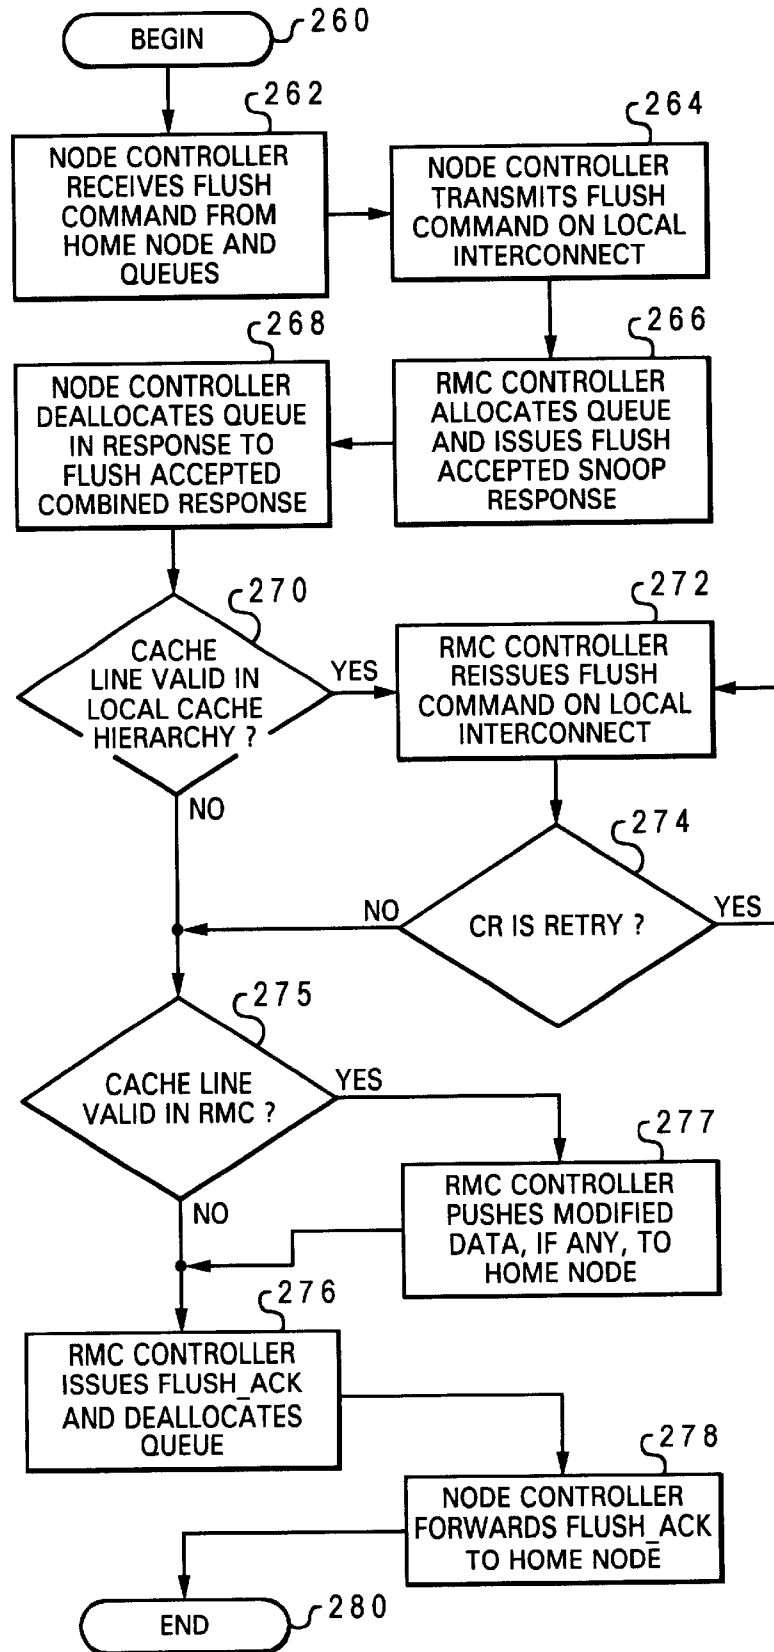 BEGIN
260
262
NODE CONTROLLER
RECEIVES FLUSH
COMMAND FROM
HOME NODE AND
QUEUES
264
NODE CONTROLLER
TRANSMITS FLUSH
COMMAND ON LOCAL
INTERCONNECT
266
RMC CONTROLLER
ALLOCATES QUEUE
AND ISSUES FLUSH
ACCEPTED SNOOP
RESPONSE
268
NODE CONTROLLER
DEALLOCATES QUEUE
IN RESPONSE TO
FLUSH ACCEPTED
COMBINED RESPONSE
270
CACHE
LINE VALID IN
LOCAL CACHE
HIERARCHY ?
YES
NO
272
RMC CONTROLLER
REISSUES FLUSH
COMMAND ON LOCAL
INTERCONNECT
274
CR IS RETRY ?
NO
YES
275
CACHE LINE
VALID IN RMC ?
YES
NO
277
RMC CONTROLLER
PUSHES MODIFIED
DATA, IF ANY, TO
HOME NODE
276
RMC CONTROLLER
ISSUES FLUSH_ACK
AND DEALLOCATES
QUEUE
278
NODE CONTROLLER
FORWARDS FLUSH_ACK
TO HOME NODE
END
280